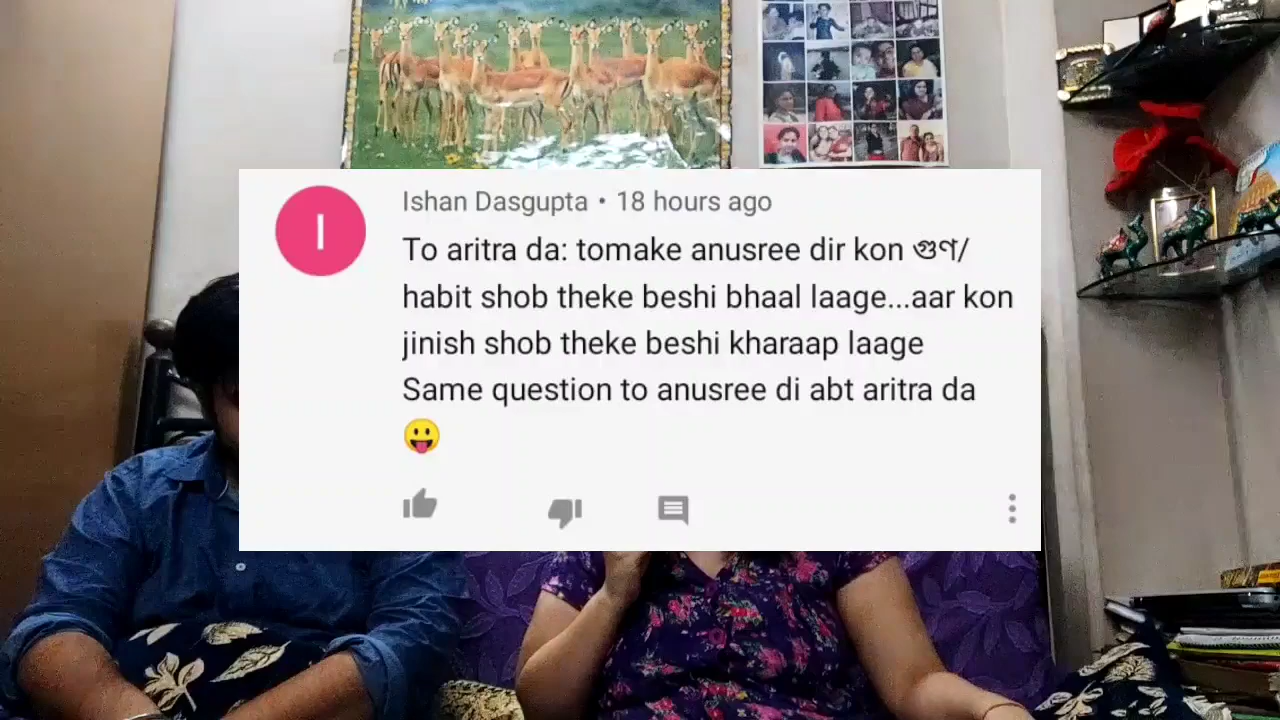 I
Ishan Dasgupta • 18 hours ago
To aritra da: tomake anusree dir kon গুণ/
habit shob theke beshi bhaal laage...aar kon
jinish shob theke beshi kharaap laage
Same question to anusree di abt aritra da
😛